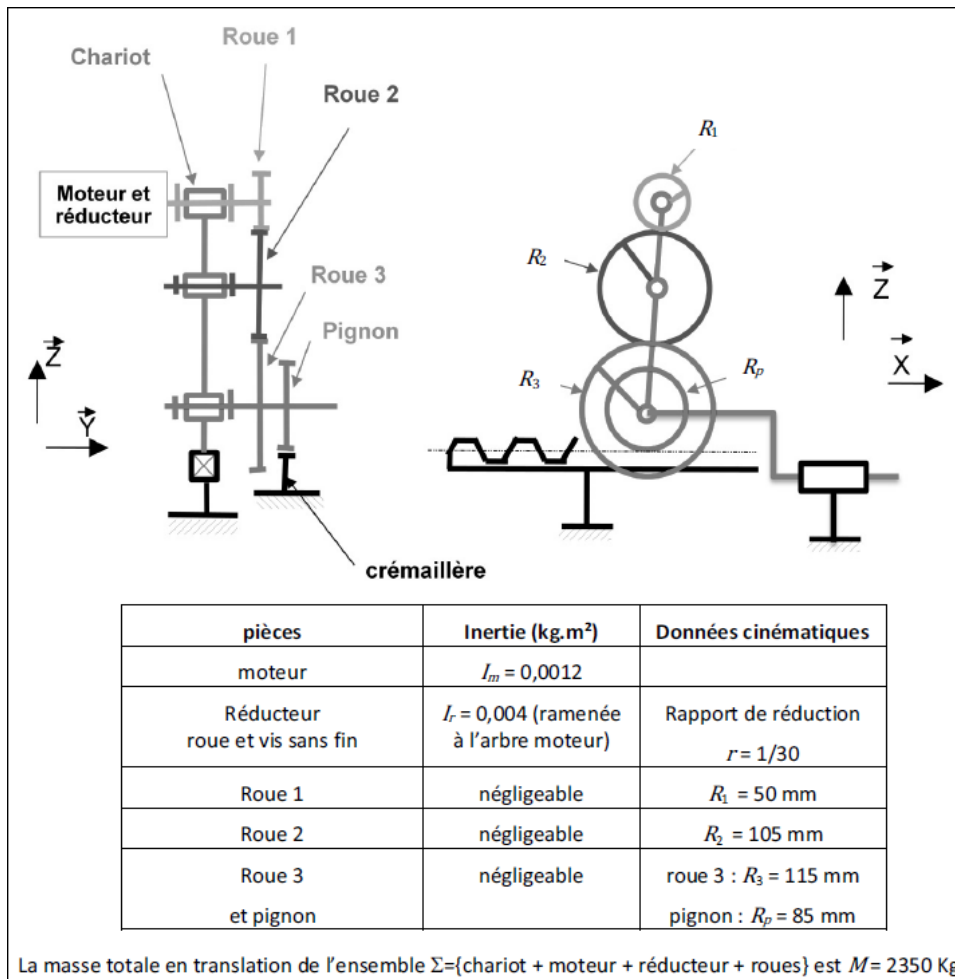 Roue 1
Chariot
Roue 2
R₁
Moteur et
réducteur
R₂
Roue 3
Z
Pignon
Z
R₃
Rₚ
X
Y
crémaillère
pièces Inertie (kg.m²) Données cinématiques
moteur Iₘ = 0,0012
Réducteur
roue et vis sans fin
Iᵣ = 0,004 (ramenée
à l'arbre moteur)
Rapport de réduction
r = 1/30
Roue 1 négligeable R₁ = 50 mm
Roue 2 négligeable R₂ = 105 mm
Roue 3
et pignon
négligeable
roue 3 : R₃ = 115 mm
pignon : Rₚ = 85 mm
La masse totale en translation de l'ensemble Σ={chariot + moteur + réducteur + roues} est M = 2350 Kg